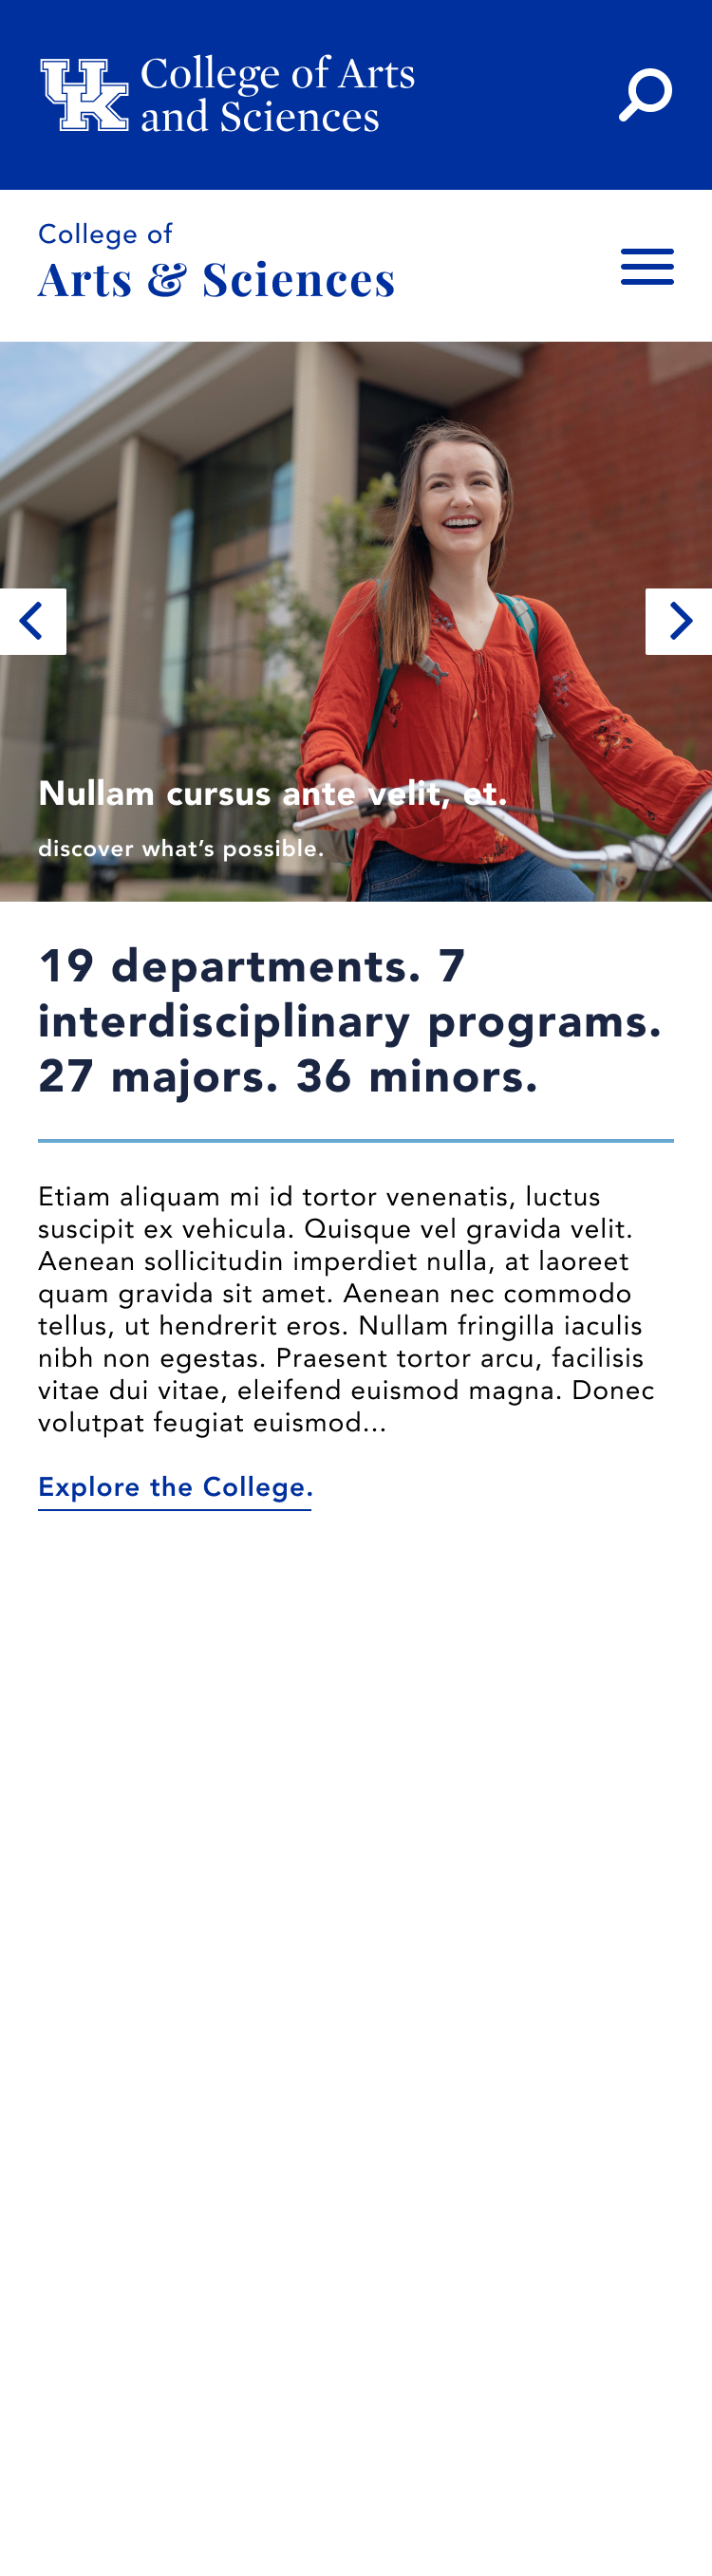 UK
College of Arts
and Sciences
College of
Arts & Sciences
Nullam cursus ante velit, et.
discover what’s possible.
19 departments. 7
interdisciplinary programs.
27 majors. 36 minors.
Etiam aliquam mi id tortor venenatis, luctus
suscipit ex vehicula. Quisque vel gravida velit.
Aenean sollicitudin imperdiet nulla, at laoreet
quam gravida sit amet. Aenean nec commodo
tellus, ut hendrerit eros. Nullam fringilla iaculis
nibh non egestas. Praesent tortor arcu, facilisis
vitae dui vitae, eleifend euismod magna. Donec
volutpat feugiat euismod...
Explore the College.